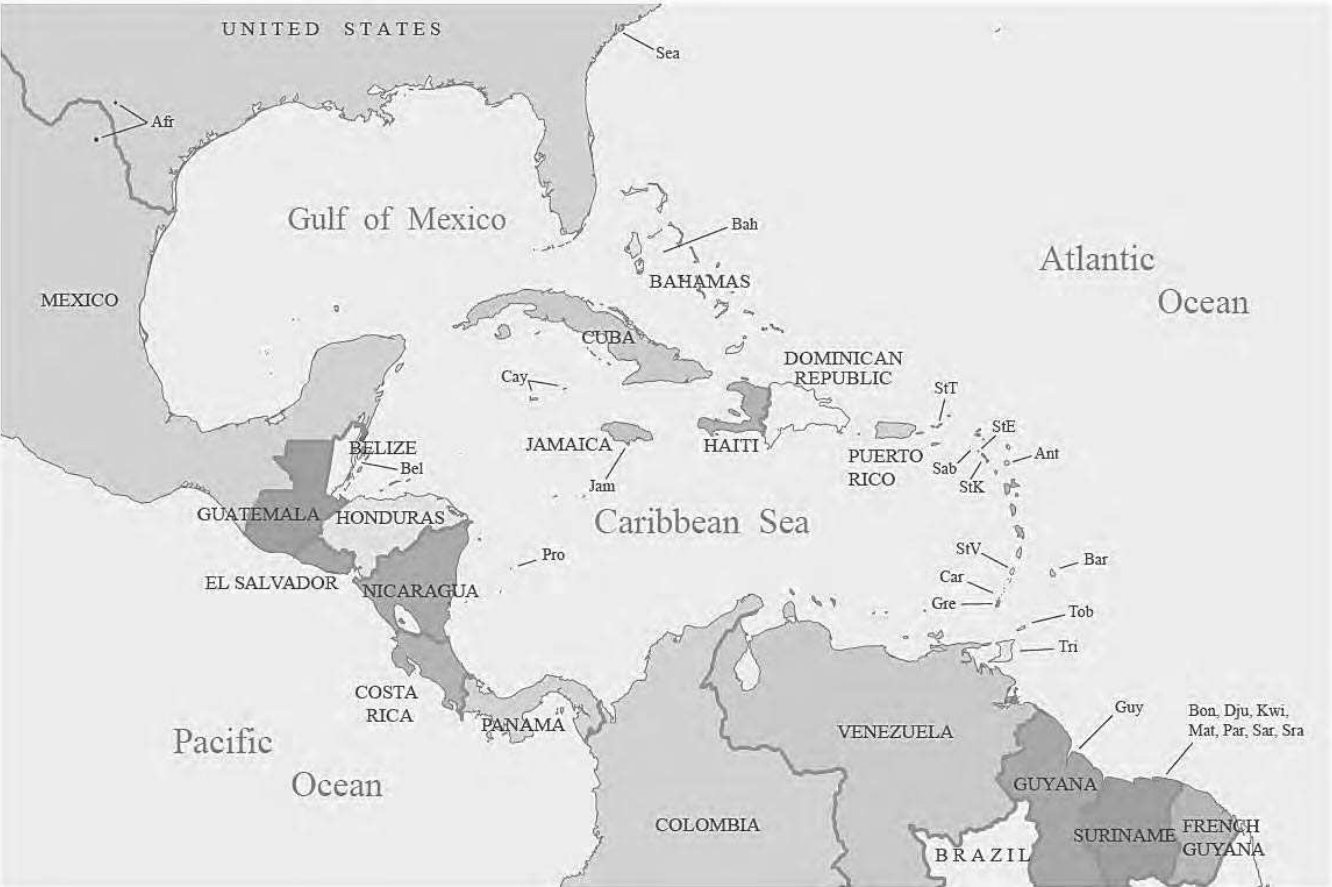 UNITED STATES
Sea
Afr
Gulf of Mexico
Bah
Atlantic
Ocean
BAHAMAS
MEXICO
CUBA
DOMINICAN
REPUBLIC
Cay
StT
StE
JAMAICA
HAITI
BELIZE
PUERTO
RICO
Ant
Sab
Bel
StK
Jam
GUATEMALA
HONDURAS
Caribbean Sea
StV
Pro
Bar
Car
EL SALVADOR
NICARAGUA
Gre
Tob
Tri
COSTA
RICA
Guy
Bon, Dju, Kwi,
Mat, Par, Sar, Sra
PANAMA
VENEZUELA
Pacific
Ocean
GUYANA
COLOMBIA
SURINAME
FRENCH
GUYANA
BRAZIL